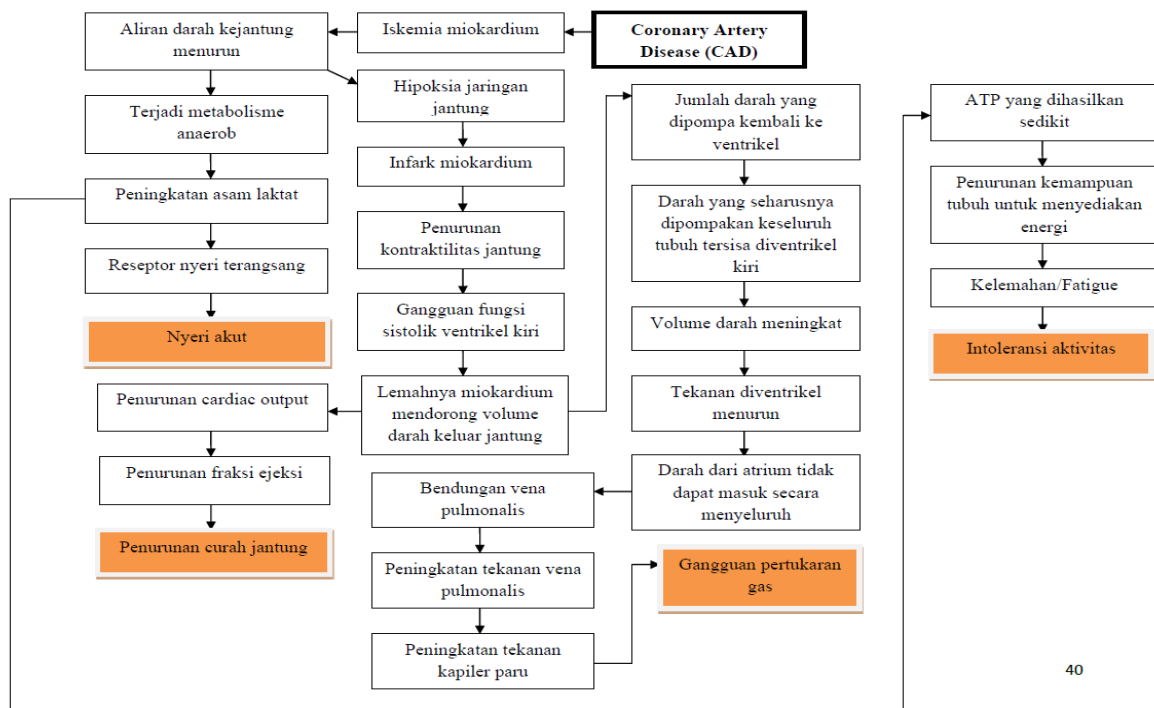 Coronary Artery
Disease (CAD)
Iskemia miokardium
Aliran darah kejantung
menurun
Terjadi metabolisme
anaerob
Peningkatan asam laktat
Reseptor nyeri terangsang
Nyeri akut
Hipoksia jaringan
jantung
Infark miokardium
Penurunan
kontraktilitas jantung
Gangguan fungsi
sistolik ventrikel kiri
Lemahnya miokardium
mendorong volume
darah keluar jantung
Penurunan cardiac output
Penurunan fraksi ejeksi
Penurunan curah jantung
Jumlah darah yang
dipompa kembali ke
ventrikel
Darah yang seharusnya
dipompakan keseluruh
tubuh tersisa diventrikel
kiri
Volume darah meningkat
Tekanan diventrikel
menurun
Darah dari atrium tidak
dapat masuk secara
menyeluruh
Bendungan vena
pulmonalis
Peningkatan tekanan vena
pulmonalis
Peningkatan tekanan
kapiler paru
Gangguan pertukaran
gas
ATP yang dihasilkan
sedikit
Penurunan kemampuan
tubuh untuk menyediakan
energi
Kelemahan/Fatigue
Intoleransi aktivitas
40